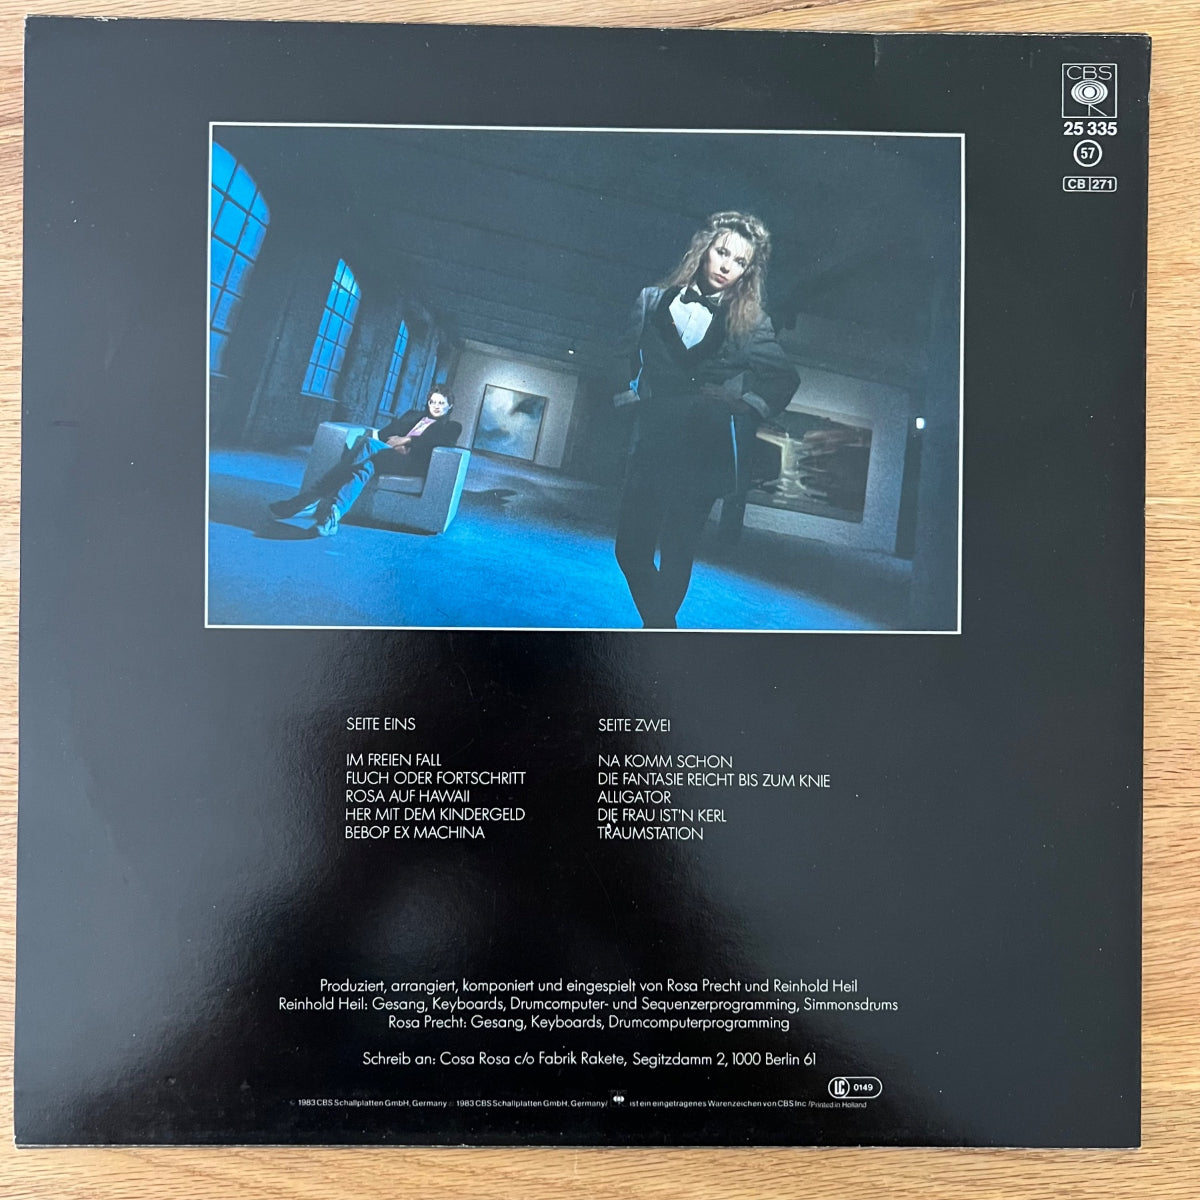 CBS
25 335
57
CB 271
SEITE EINS
IM FREIEN FALL
FLUCH ODER FORTSCHRITT
ROSA AUF HAWAII
HER MIT DEM KINDERGELD
BEBOP EX MACHINA
SEITE ZWEI
NA KOMM SCHON
DIE FANTASIE REICHT BIS ZUM KNIE
ALLIGATOR
DIE FRAU IST'N KERL
TRAUMSTATION
Produziert, arrangiert, komponiert und eingespielt von Rosa Precht und Reinhold Heil
Reinhold Heil: Gesang, Keyboards, Drumcomputer- und Sequenzerprogramming, Simmonsdrums
Rosa Precht: Gesang, Keyboards, Drumcomputerprogramming
Schreib an: Cosa Rosa c/o Fabrik Rakete, Segitzdamm 2, 1000 Berlin 61
LC 0149
1983 CBS Schallplatten GmbH, Germany 1983 CBS Schallplatten GmbH, Germany/ ist ein eingetragenes Warenzeichen von CBS Inc /Printed in Holland